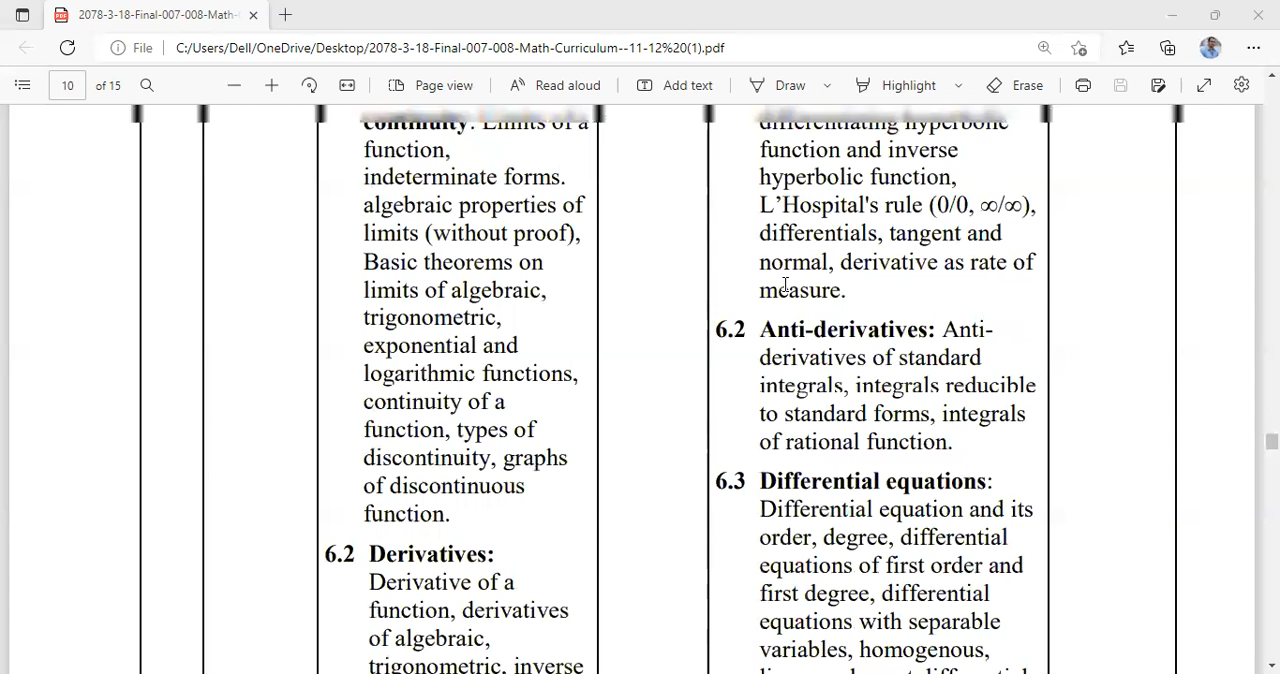 2078-3-18-Final-007-008-Math-
File C:/Users/Dell/OneDrive/Desktop/2078-3-18-Final-007-008-Math-Curriculum--11-12%20(1).pdf
10 of 15 Page view Read aloud Add text Draw Highlight Erase
continuity: Limits of a
function,
indeterminate forms.
algebraic properties of
limits (without proof),
Basic theorems on
limits of algebraic,
trigonometric,
exponential and
logarithmic functions,
continuity of a
function, types of
discontinuity, graphs
of discontinuous
function.
6.2 Derivatives:
Derivative of a
function, derivatives
of algebraic,
trigonometric, inverse
differentiating hyperbolic
function and inverse
hyperbolic function,
L’Hospital's rule (0/0, ∞/∞),
differentials, tangent and
normal, derivative as rate of
measure.
6.2 Anti-derivatives: Anti-
derivatives of standard
integrals, integrals reducible
to standard forms, integrals
of rational function.
6.3 Differential equations:
Differential equation and its
order, degree, differential
equations of first order and
first degree, differential
equations with separable
variables, homogenous,